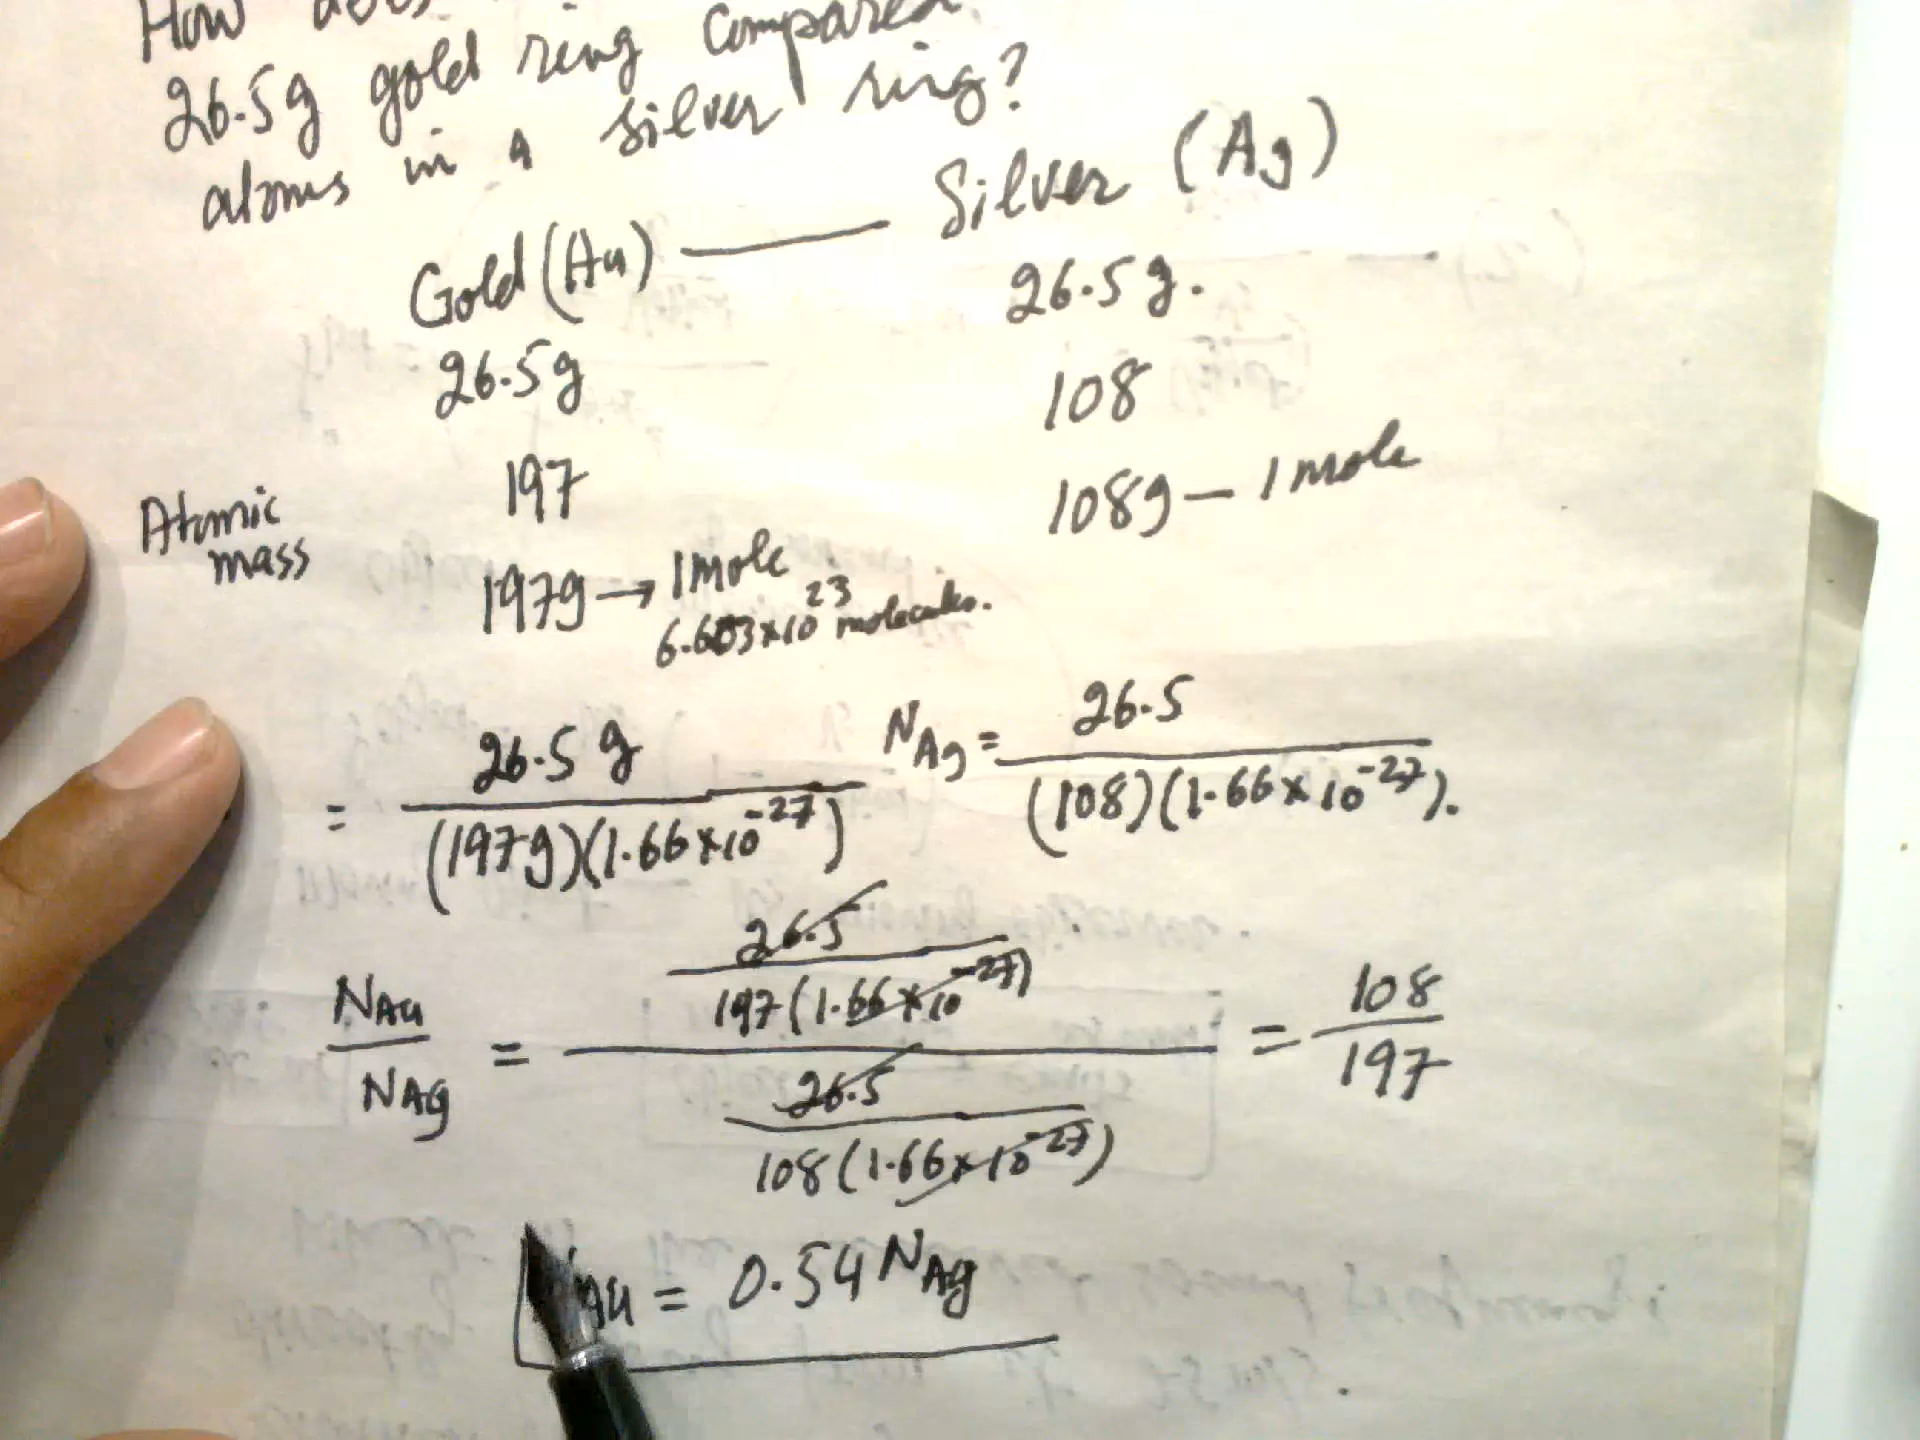 How does
26.5g gold ring compared
atoms in a silver ring?
Gold (Au) — Silver (Ag)
26.5g 26.5g.
197 108
Atomic
mass
197g → 1 mole 108g — 1 mole
6.603×10^23 molecules.
= 26.5 g / (197g)(1.66×10^-27) N_Ag = 26.5 / (108)(1.66×10^-27).
N_Au / N_Ag = 26.5 / 197(1.66×10^-27) / 26.5 / 108(1.66×10^-27) = 108 / 197
Au = 0.54 N_Ag